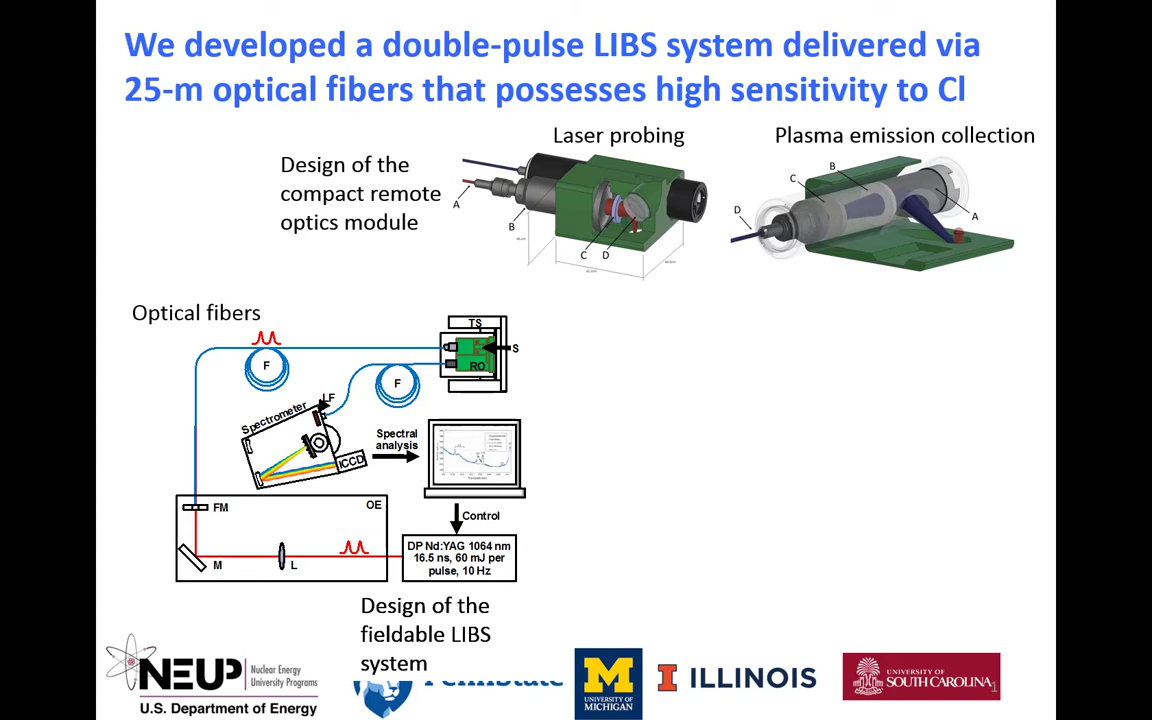 We developed a double-pulse LIBS system delivered via
25-m optical fibers that possesses high sensitivity to Cl
Laser probing
Plasma emission collection
Design of the
compact remote
optics module
A
B
C
D
A
B
C
D
Optical fibers
F
F
TS
S
RO
LF
Spectrometer
ICCD
Spectral
analysis
Control
FM
OE
M
L
DP Nd:YAG 1064 nm
16.5 ns, 60 mJ per
pulse, 10 Hz
Design of the
fieldable LIBS
system
NEUP
Nuclear Energy
University Programs
U.S. Department of Energy
PennState
M
UNIVERSITY OF
MICHIGAN
I ILLINOIS
UNIVERSITY OF
SOUTH CAROLINA
1